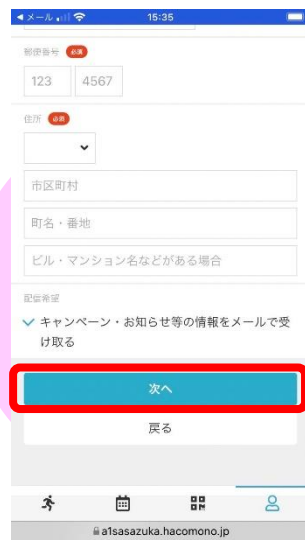 メール
15:35
郵便番号 必須
123 4567
住所 必須
市区町村
町名・番地
ビル・マンション名などがある場合
配信希望
キャンペーン・お知らせ等の情報をメールで受
け取る
次へ
戻る
a1sasazuka.hacomono.jp